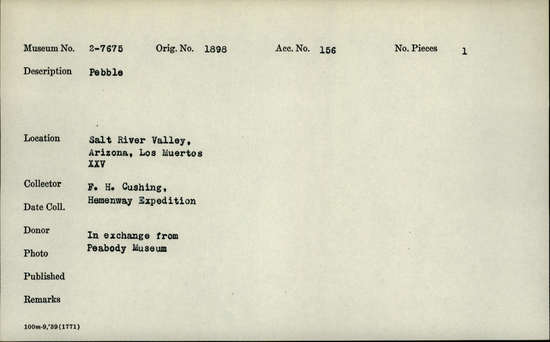 Museum No. 2-7675 Orig. No. 1898 Acc. No. 156 No. Pieces 1
Description Pebble
Location Salt River Valley,
Arizona, Los Muertos
XXV
Collector F. H. Cushing,
Date Coll. Hemenway Expedition
Donor In exchange from
Photo Peabody Museum
Published
Remarks
100m-9,'39(1771)